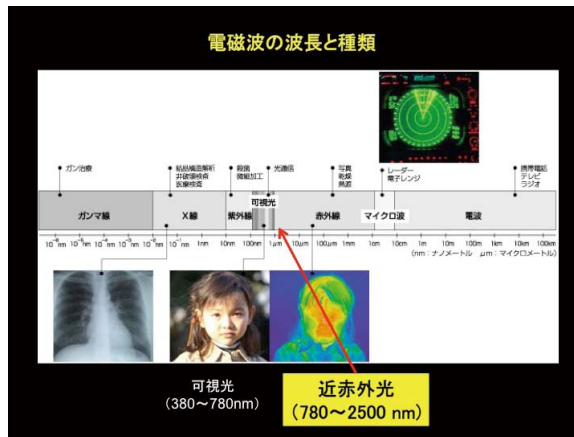 電磁波の波長と種類
ガン治療
結晶構造解析
非破壊検査
医療検査
殺菌
微細加工
光通信
写真
乾燥
熱源
レーダー
電子レンジ
携帯電話
テレビ
ラジオ
ガンマ線
X線
紫外線
可視光
赤外線
マイクロ波
電波
1nm 10nm 100nm 1μm 10μm 100μm 1mm 1cm 10cm 1m 10m 100m 1km 10km 100km
(nm:ナノメートル μm:マイクロメートル)
可視光
(380~780nm)
近赤外光
(780~2500 nm)